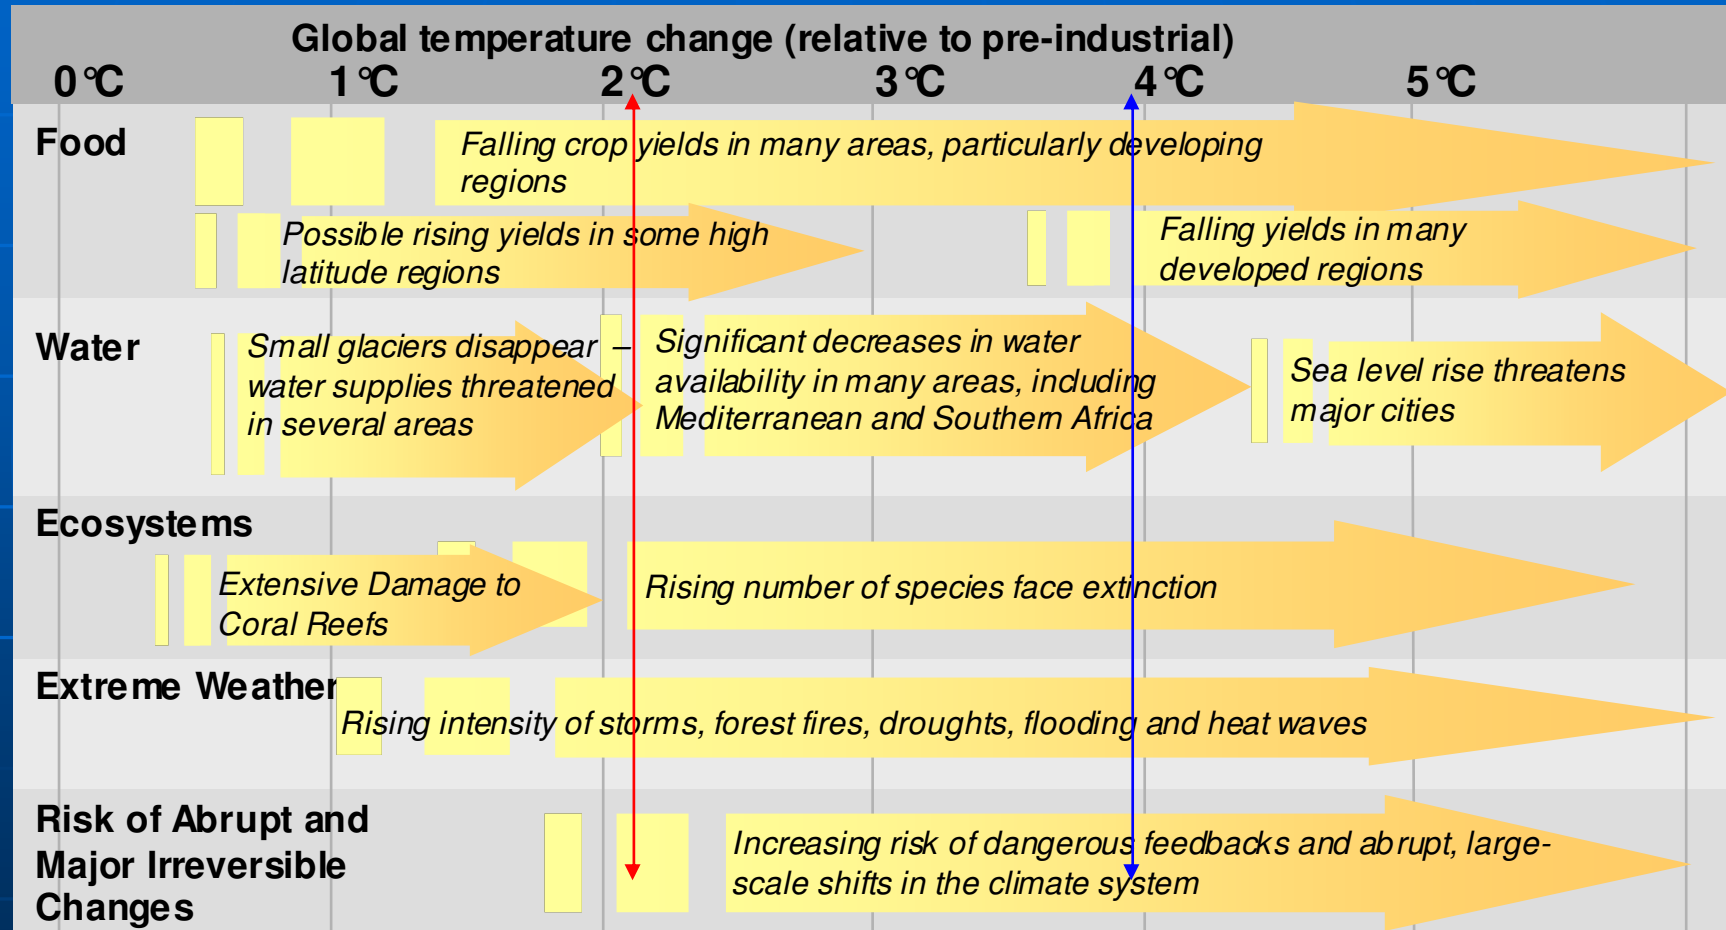 Global temperature change (relative to pre-industrial)
0°C 1°C 2°C 3°C 4°C 5°C
Food
Falling crop yields in many areas, particularly developing
regions
Possible rising yields in some high
latitude regions
Falling yields in many
developed regions
Water
Small glaciers disappear –
water supplies threatened
in several areas
Significant decreases in water
availability in many areas, including
Mediterranean and Southern Africa
Sea level rise threatens
major cities
Ecosystems
Extensive Damage to
Coral Reefs
Rising number of species face extinction
Extreme Weather
Rising intensity of storms, forest fires, droughts, flooding and heat waves
Risk of Abrupt and
Major Irreversible
Changes
Increasing risk of dangerous feedbacks and abrupt, large-
scale shifts in the climate system